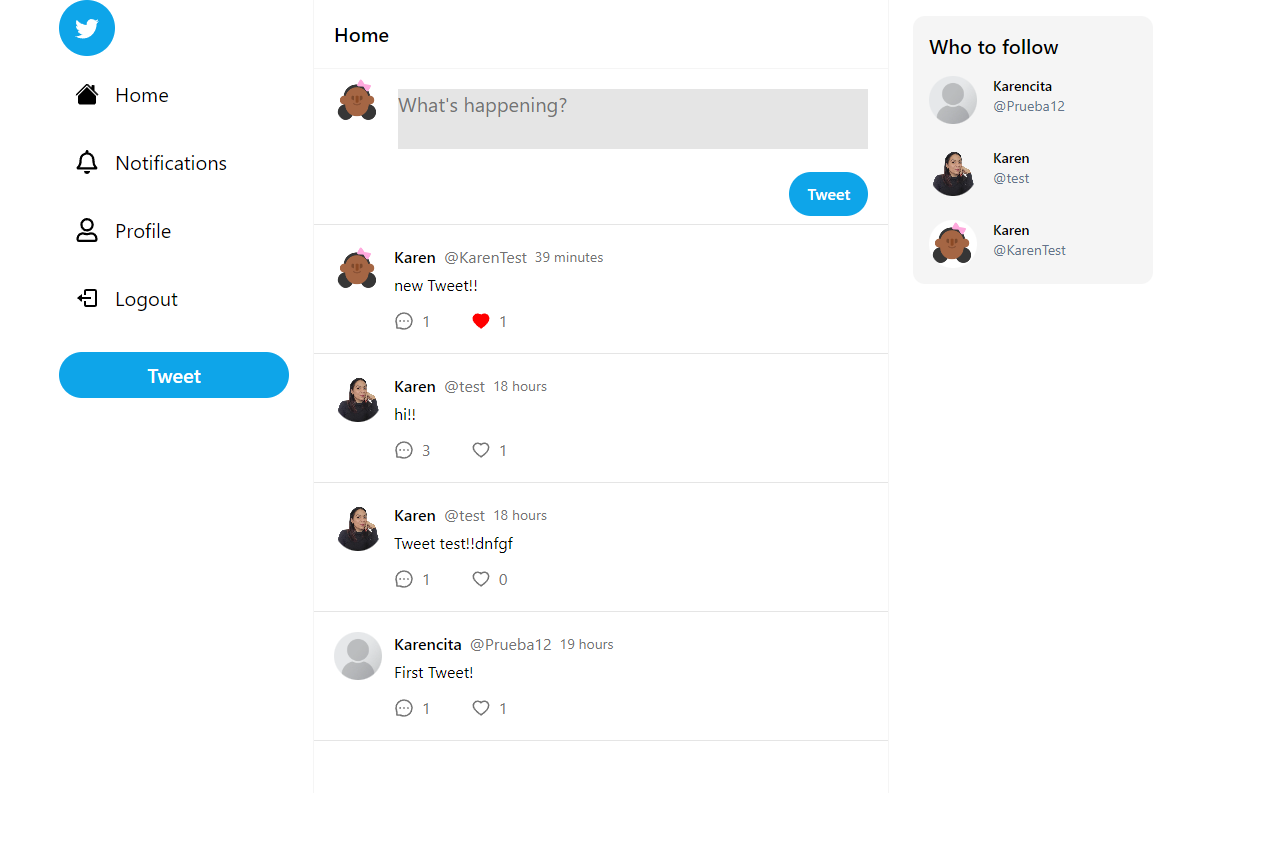 Home
Notifications
Profile
Logout
Tweet
Home
What's happening?
Tweet
Karen @KarenTest 39 minutes
new Tweet!!
1 1
Karen @test 18 hours
hi!!
3 1
Karen @test 18 hours
Tweet test!!dnfgf
1 0
Karencita @Prueba12 19 hours
First Tweet!
1 1
Who to follow
Karencita
@Prueba12
Karen
@test
Karen
@KarenTest